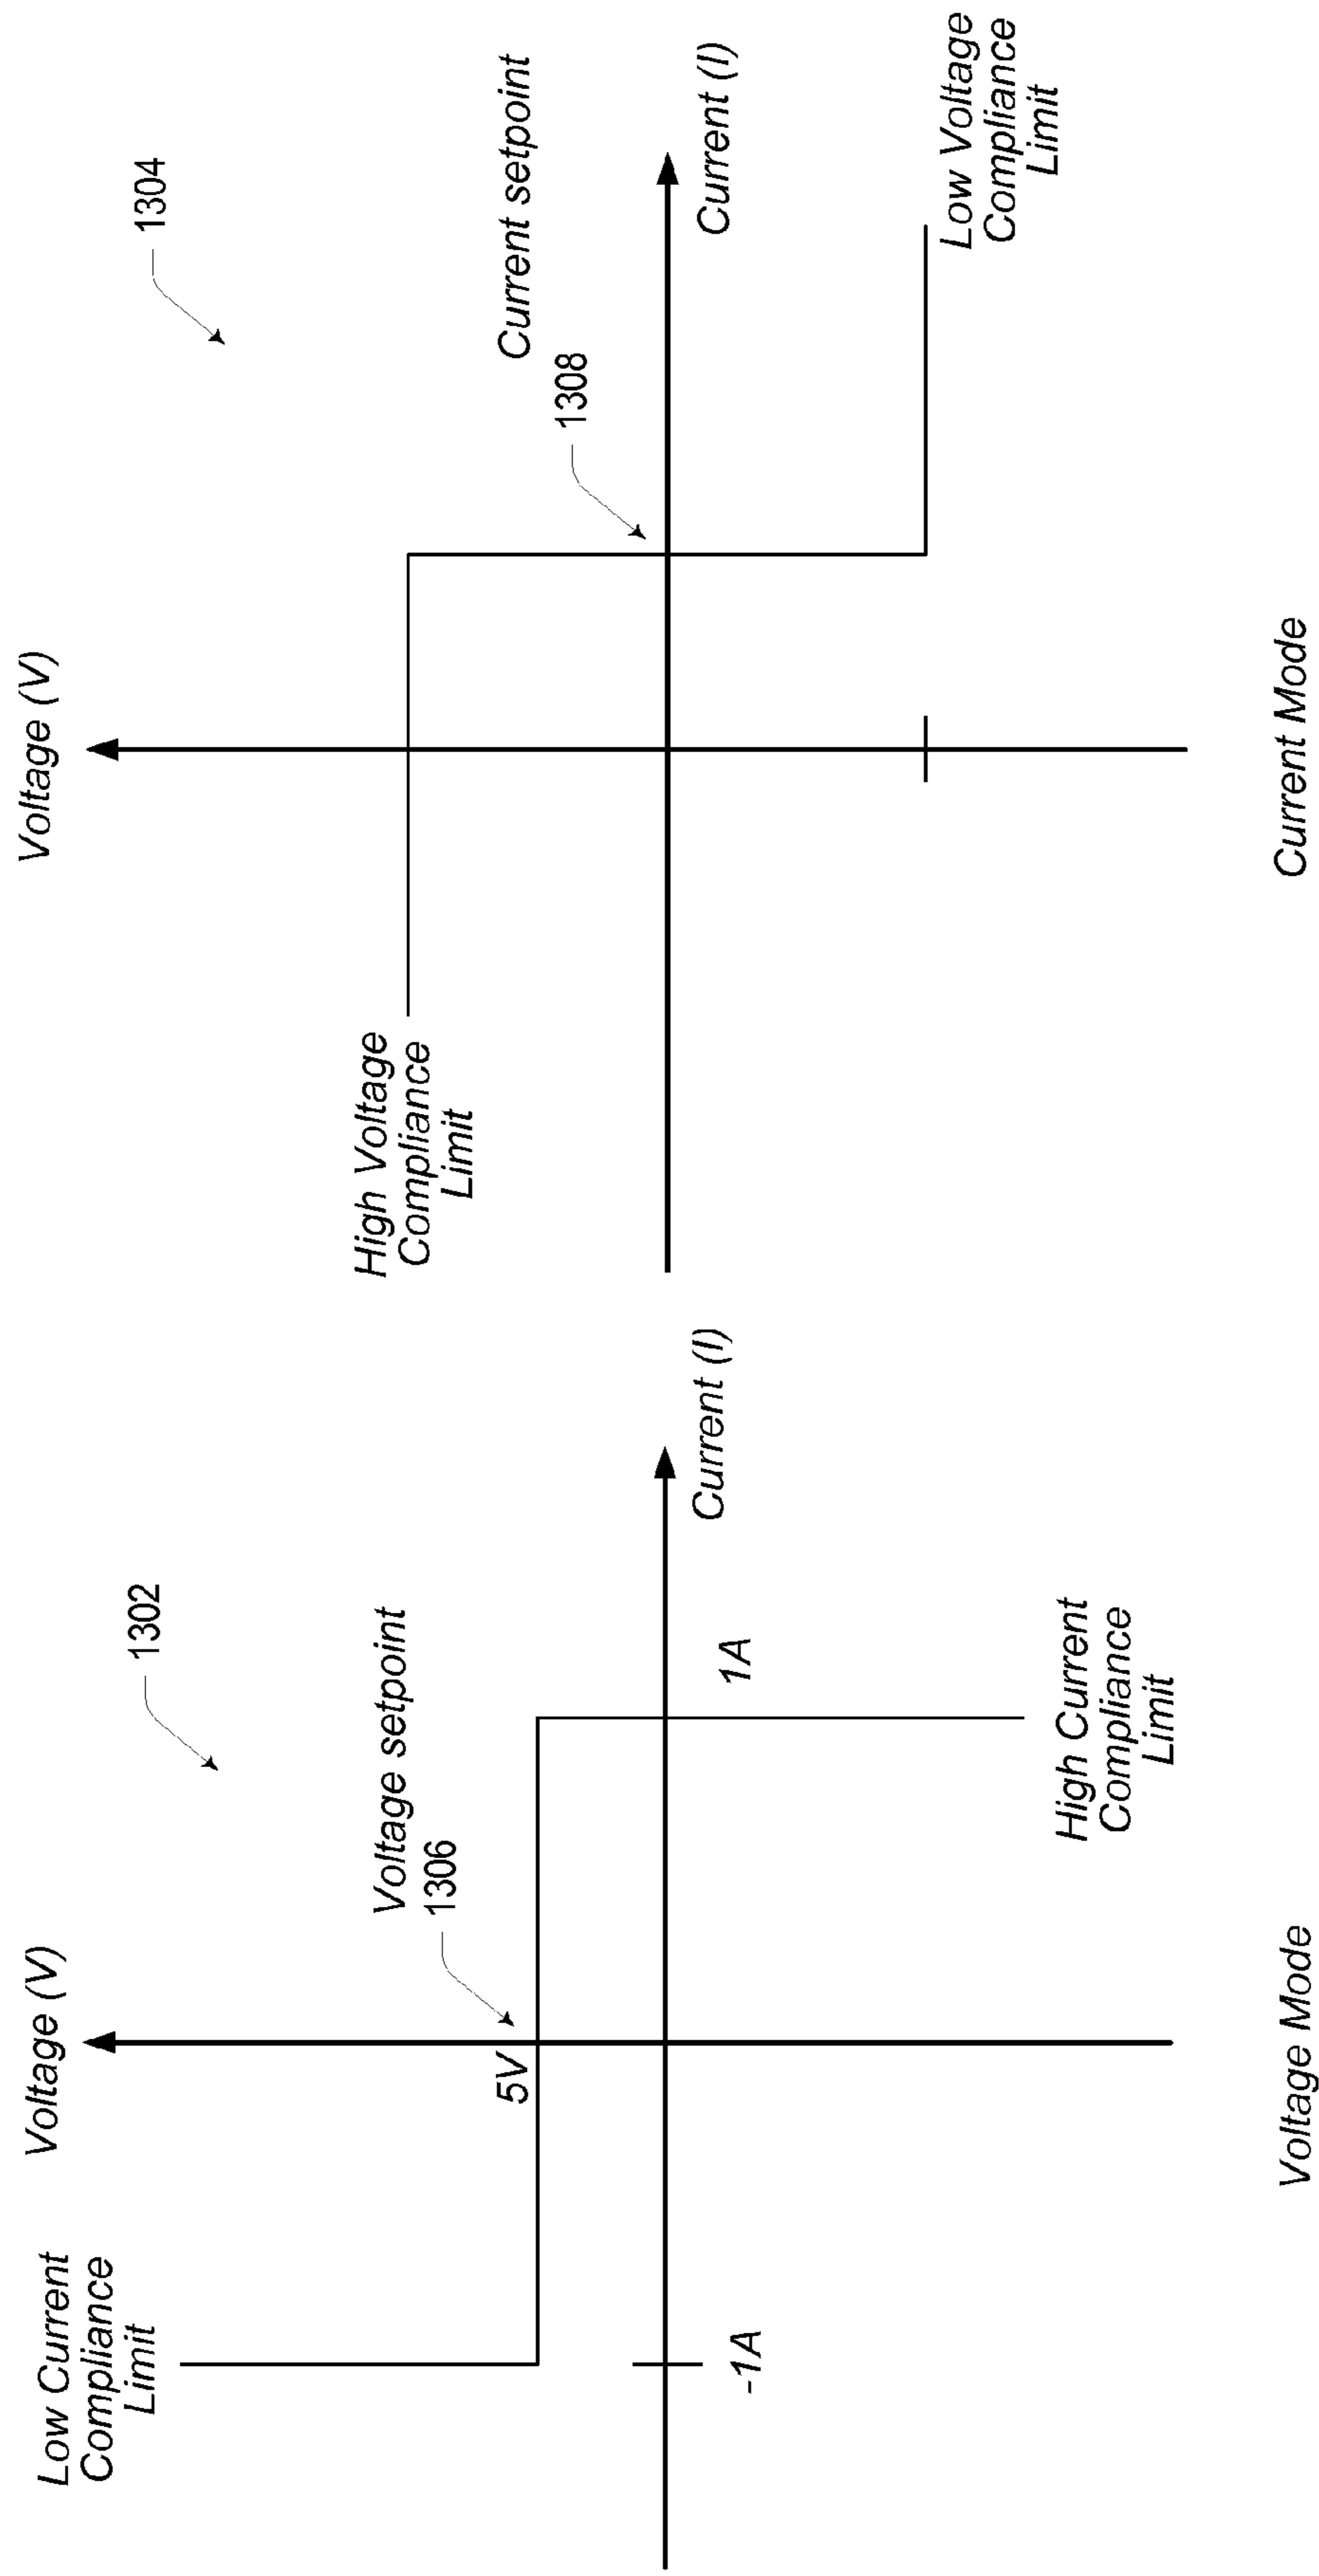 1302
Low Current
Compliance
Limit
Voltage (V)
Voltage setpoint
1306
5V
Current (I)
-1A
1A
High Current
Compliance
Limit
Voltage Mode
1304
Voltage (V)
High Voltage
Compliance
Limit
Current setpoint
1308
Current (I)
Low Voltage
Compliance
Limit
Current Mode